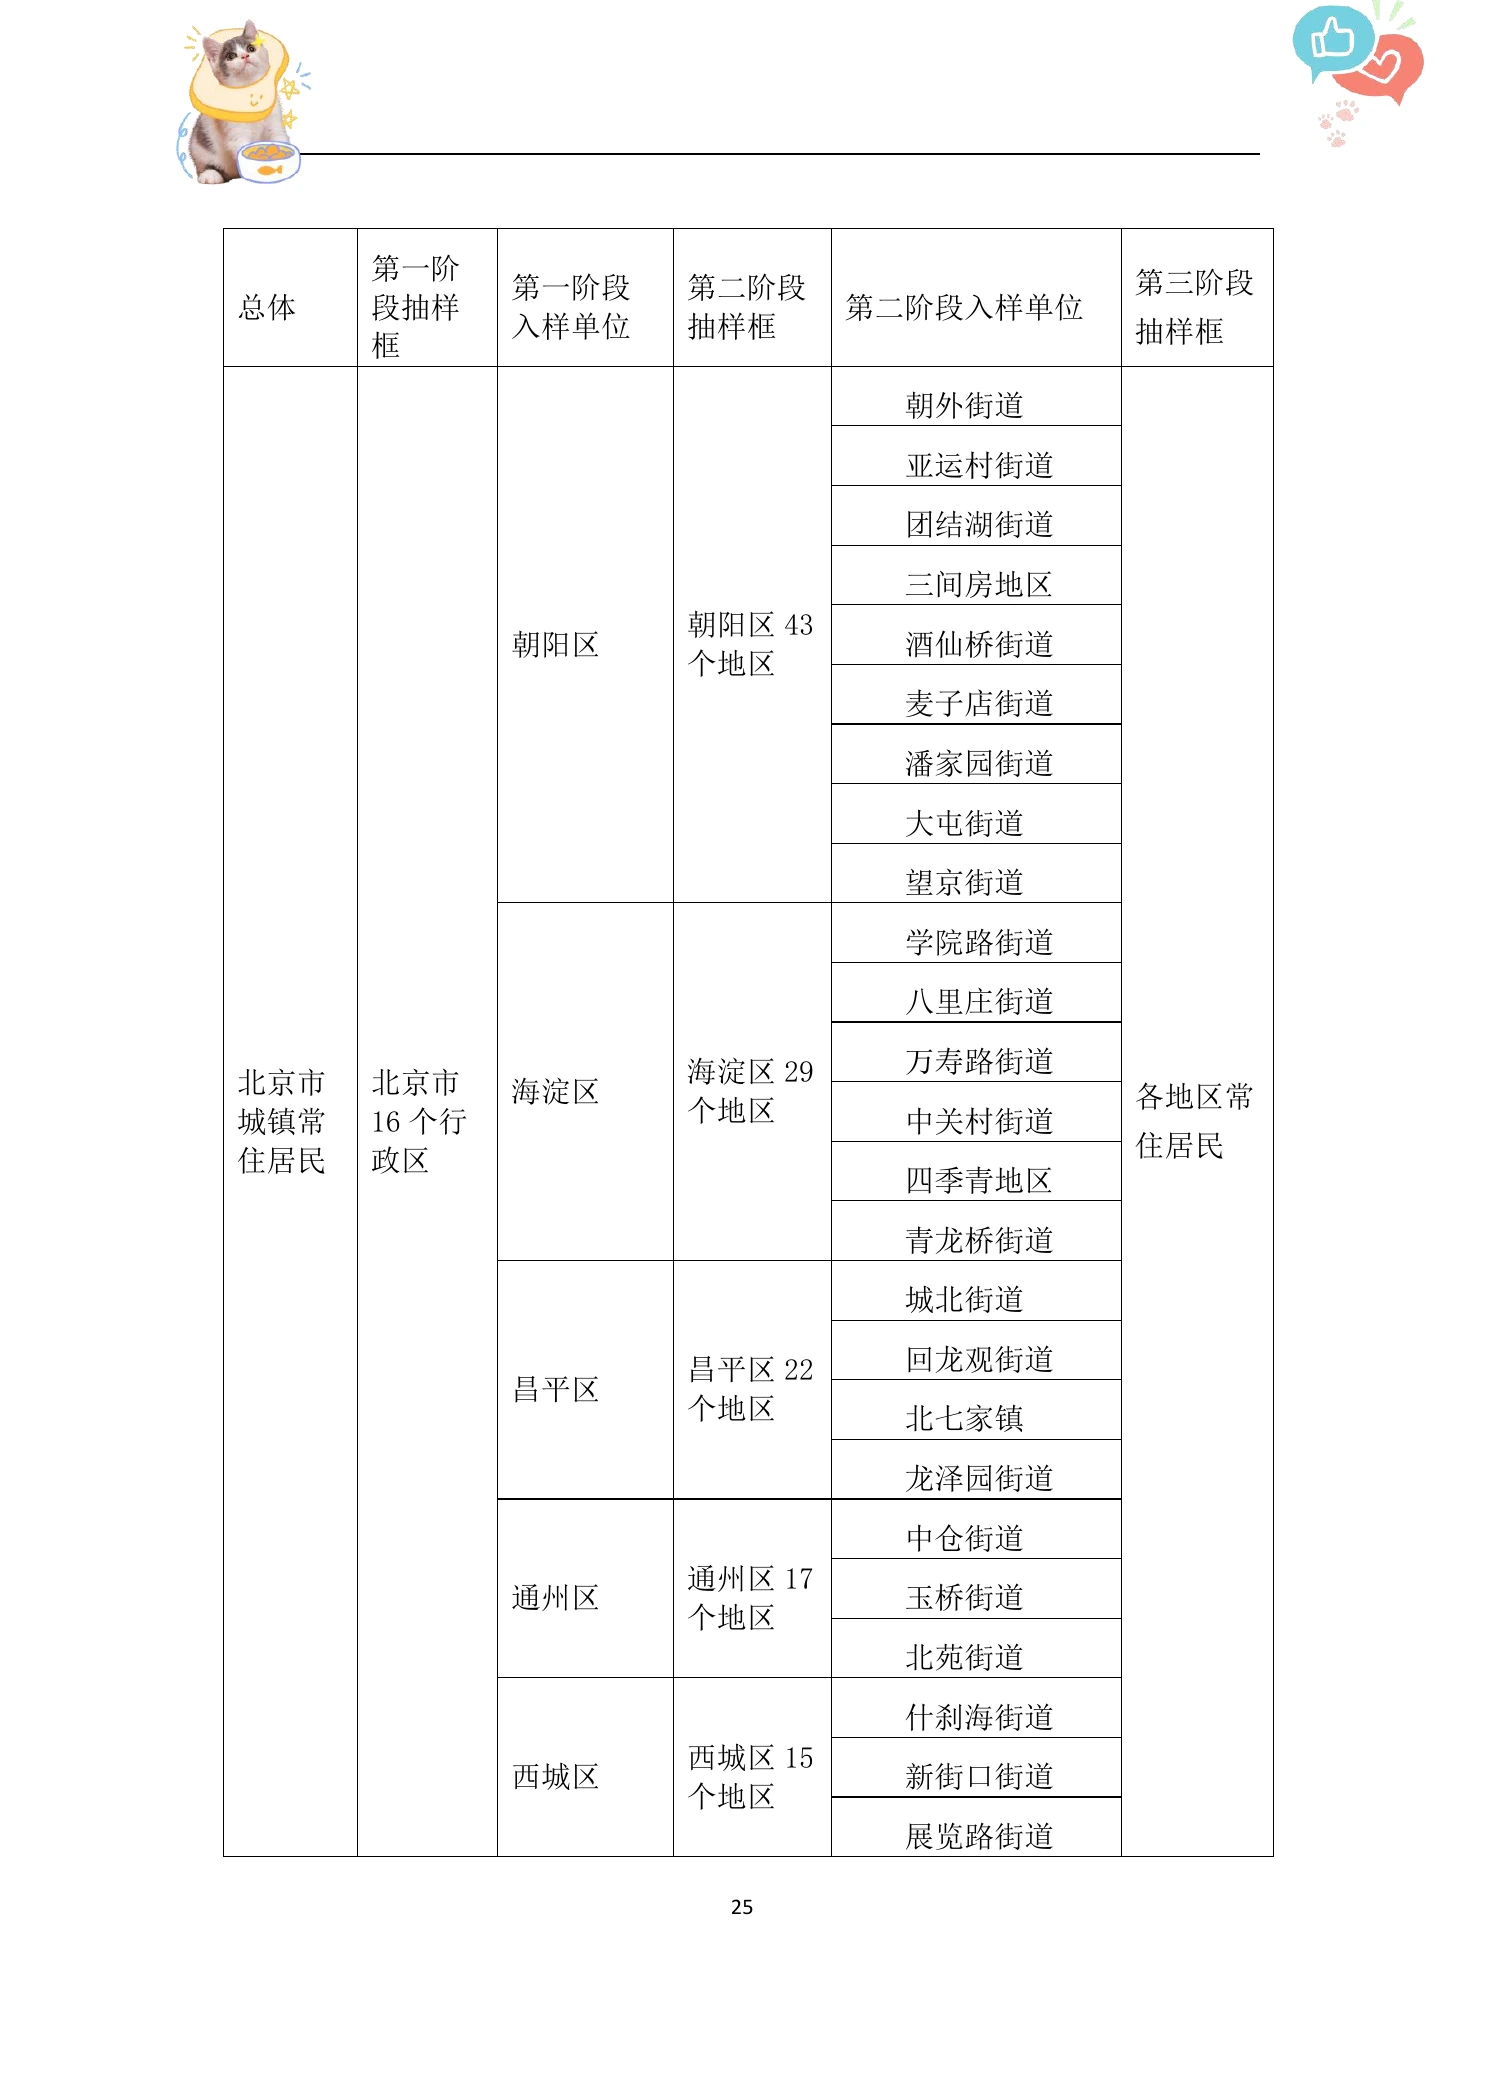 总体
第一阶
段抽样
框
第一阶段
入样单位
第二阶段
抽样框
第二阶段入样单位
第三阶段
抽样框
北京市
城镇常
住居民
北京市
16 个行
政区
朝阳区
朝阳区 43
个地区
朝外街道
亚运村街道
团结湖街道
三间房地区
酒仙桥街道
麦子店街道
潘家园街道
大屯街道
望京街道
海淀区
海淀区 29
个地区
学院路街道
八里庄街道
万寿路街道
中关村街道
四季青地区
青龙桥街道
昌平区
昌平区 22
个地区
城北街道
回龙观街道
北七家镇
龙泽园街道
通州区
通州区 17
个地区
中仓街道
玉桥街道
北苑街道
西城区
西城区 15
个地区
什刹海街道
新街口街道
展览路街道
各地区常
住居民
25